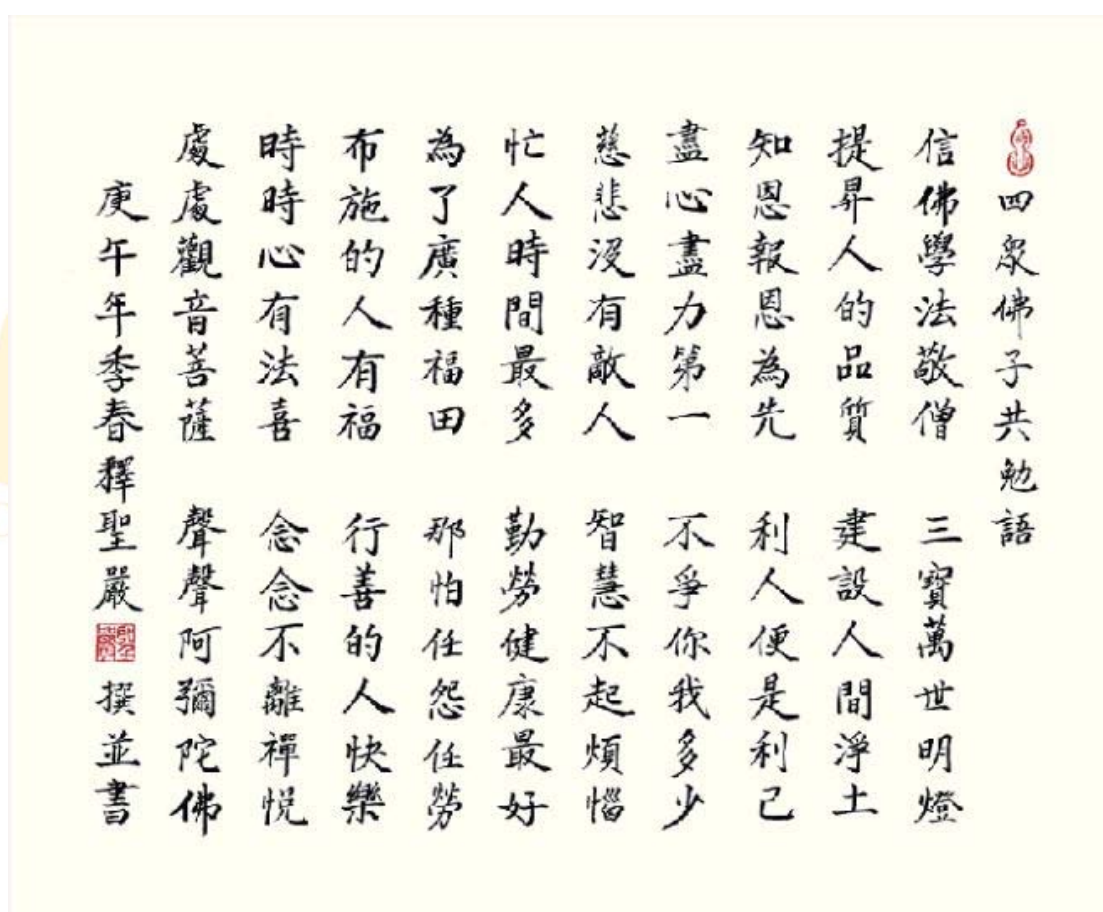 四眾佛子共勉語
信佛學法敬僧 三寶萬世明燈
提昇人的品質 建設人間淨土
知恩報恩為先 利人便是利己
盡心盡力第一 不爭你我多少
慈悲沒有敵人 智慧不起煩惱
忙人時間最多 勤勞健康最好
為了廣種福田 那怕任怨任勞
布施的人有福 行善的人快樂
時時心有法喜 念念不離禪悅
處處觀音菩薩 聲聲阿彌陀佛
庚午年季春釋聖嚴 撰並書